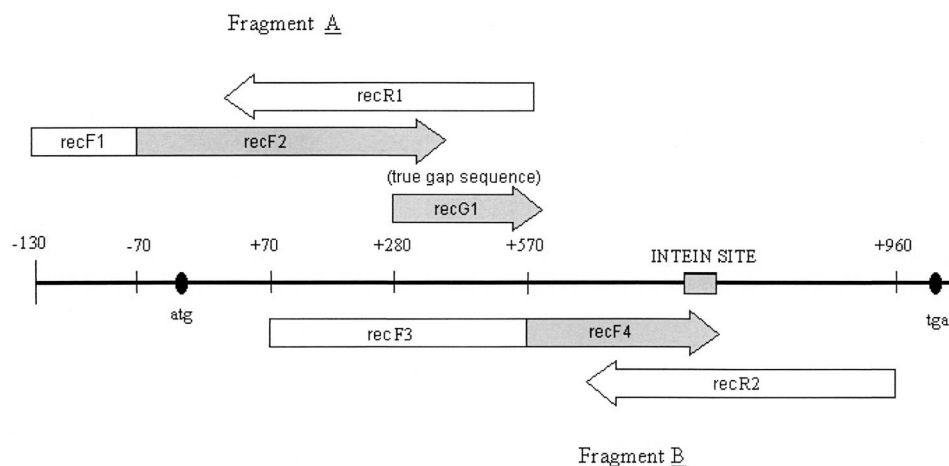 Fragment A
recR1
recF1 recF2
(true gap sequence)
recG1
-130 -70 +70 +280 +570 +960
INTEIN SITE
atg
tga
recF3 recF4
recR2
Fragment B